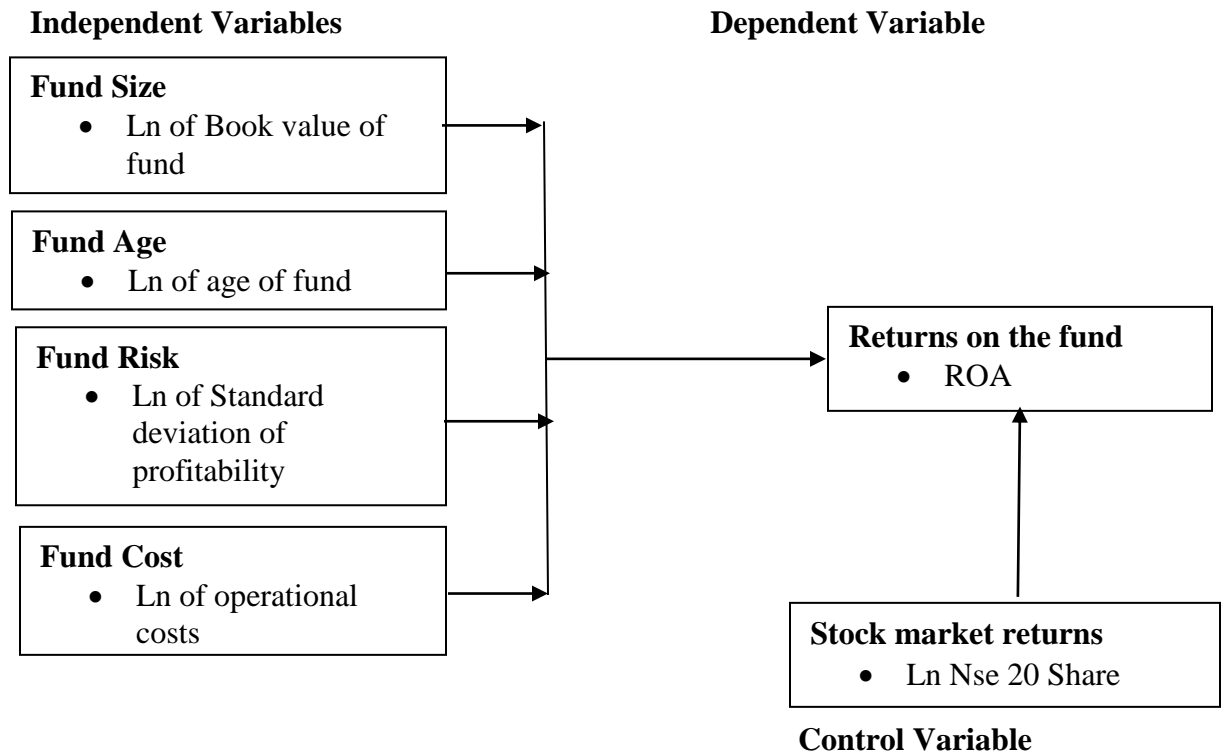 Independent Variables
Dependent Variable
Fund Size
• Ln of Book value of
fund
Fund Age
• Ln of age of fund
Fund Risk
• Ln of Standard
deviation of
profitability
Fund Cost
• Ln of operational
costs
Returns on the fund
• ROA
Stock market returns
• Ln Nse 20 Share
Control Variable